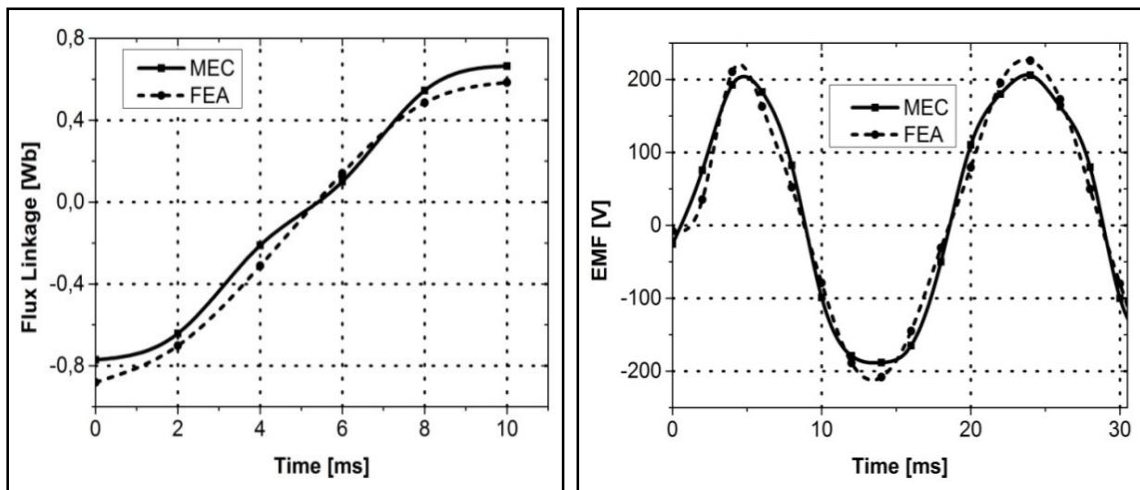 0,8
0,4
0,0
-0,4
-0,8
Flux Linkage [Wb]
MEC
FEA
0 2 4 6 8 10
Time [ms]
200
100
0
-100
-200
EMF [V]
MEC
FEA
0 10 20 30
Time [ms]